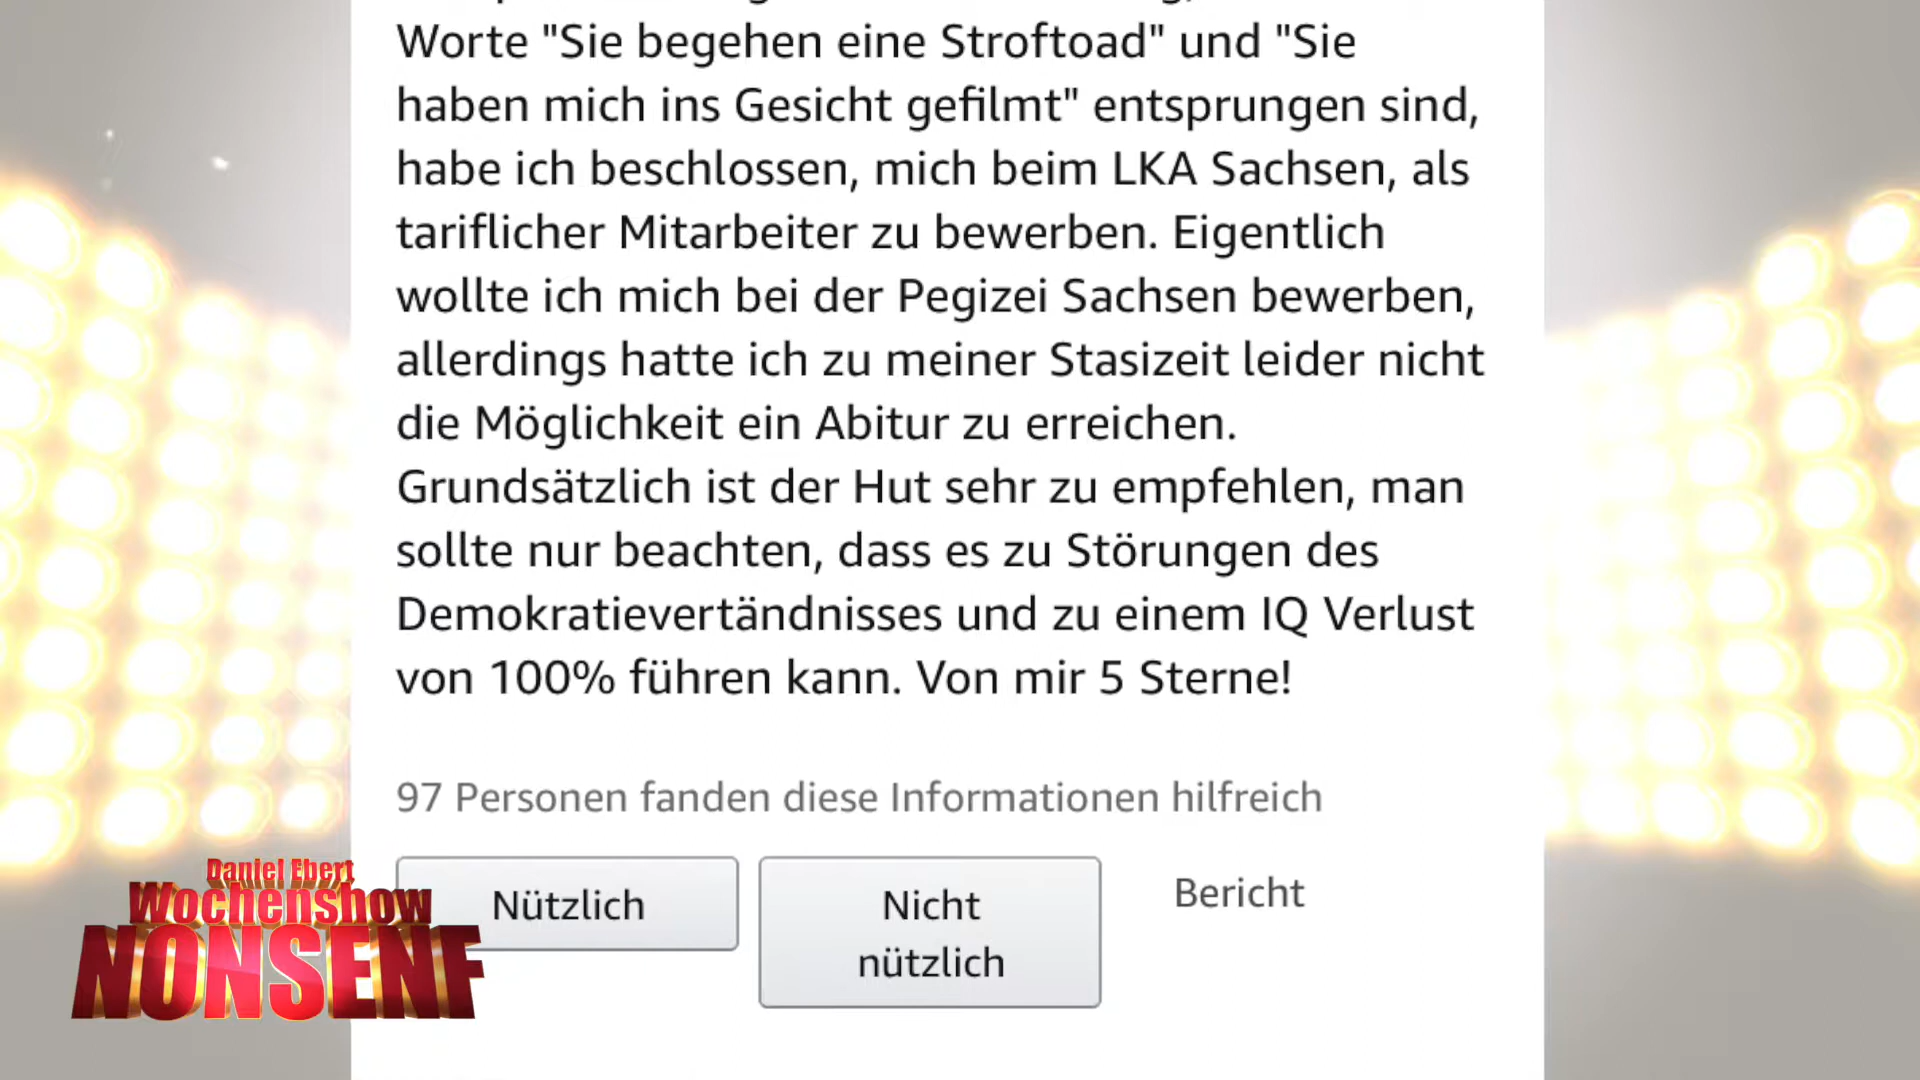 Worte "Sie begehen eine Stroftoad" und "Sie
haben mich ins Gesicht gefilmt" entsprungen sind,
habe ich beschlossen, mich beim LKA Sachsen, als
tariflicher Mitarbeiter zu bewerben. Eigentlich
wollte ich mich bei der Pegizei Sachsen bewerben,
allerdings hatte ich zu meiner Stasizeit leider nicht
die Möglichkeit ein Abitur zu erreichen.
Grundsätzlich ist der Hut sehr zu empfehlen, man
sollte nur beachten, dass es zu Störungen des
Demokratievertändnisses und zu einem IQ Verlust
von 100% führen kann. Von mir 5 Sterne!
97 Personen fanden diese Informationen hilfreich
Nützlich
Nicht
nützlich
Bericht
Daniel Ebert
Wochenshow
NONSENF